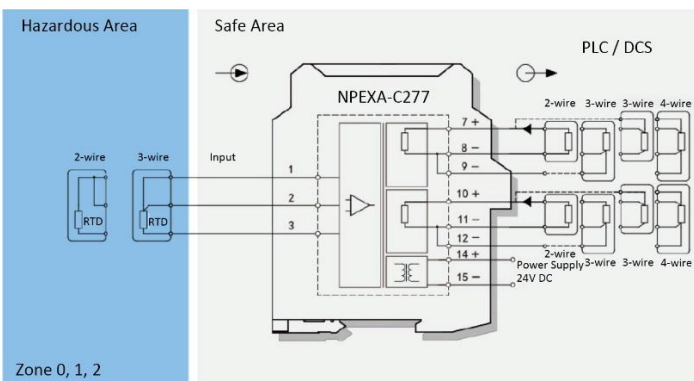 Hazardous Area
Safe Area
PLC / DCS
NPEXA-C277
2-wire 3-wire 3-wire 4-wire
7 +
8 −
9 −
2-wire 3-wire Input
1
2
3
RTD RTD
10 +
11 −
12 −
14 +
15 −
2-wire 3-wire 3-wire 4-wire
Power Supply
24V DC
Zone 0, 1, 2